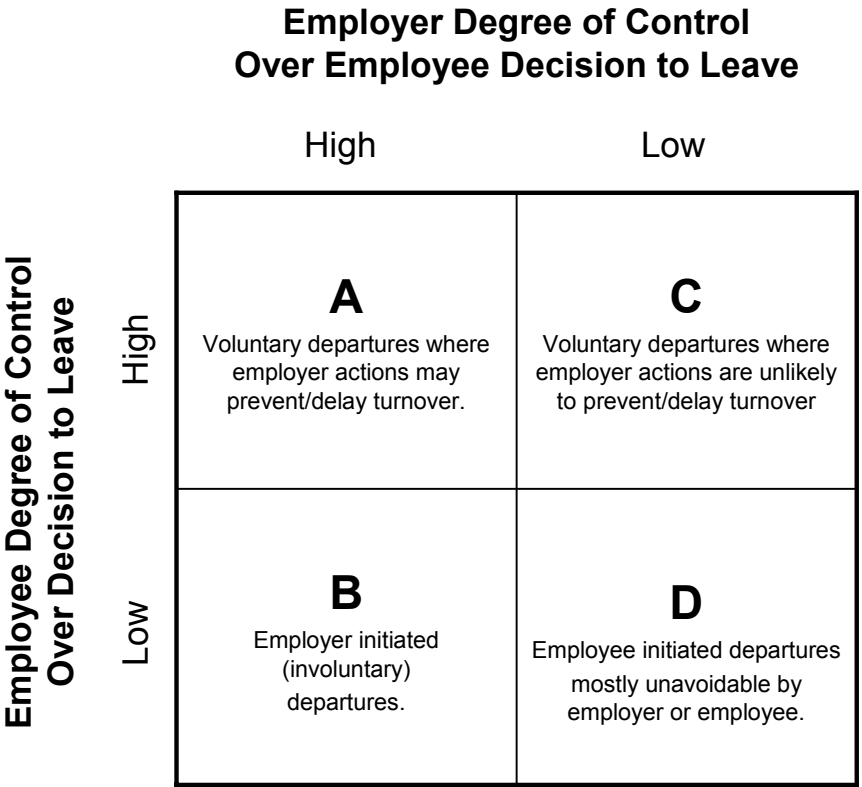 Employer Degree of Control
Over Employee Decision to Leave
High
Low
Employee Degree of Control
Over Decision to Leave
High
A
Voluntary departures where
employer actions may
prevent/delay turnover.
C
Voluntary departures where
employer actions are unlikely
to prevent/delay turnover
Low
B
Employer initiated
(involuntary)
departures.
D
Employee initiated departures
mostly unavoidable by
employer or employee.